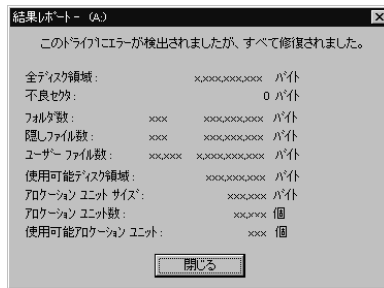 結果ﾚﾎﾟｰﾄ - (A:)
このﾄﾞﾗｲﾌﾞにｴﾗｰが検出されましたが、すべて修復されました。
全ﾃﾞｨｽｸ領域: x,xxx,xxx,xxx ﾊﾞｲﾄ
不良ｾｸﾀ: 0 ﾊﾞｲﾄ
ﾌｫﾙﾀﾞ数: xxx xxx,xxx,xxx ﾊﾞｲﾄ
隠しﾌｧｲﾙ数: xxx xxx,xxx,xxx ﾊﾞｲﾄ
ﾕｰｻﾞｰ ﾌｧｲﾙ数: xx,xxx x,xxx,xxx,xxx ﾊﾞｲﾄ
使用可能ﾃﾞｨｽｸ領域: xxx,xxx,xxx ﾊﾞｲﾄ
ｱﾛｹｰｼｮﾝ ﾕﾆｯﾄ ｻｲｽﾞ: xxx,xxx ﾊﾞｲﾄ
ｱﾛｹｰｼｮﾝ ﾕﾆｯﾄ数: xx,xxx 個
使用可能ｱﾛｹｰｼｮﾝ ﾕﾆｯﾄ: xxx 個
閉じる